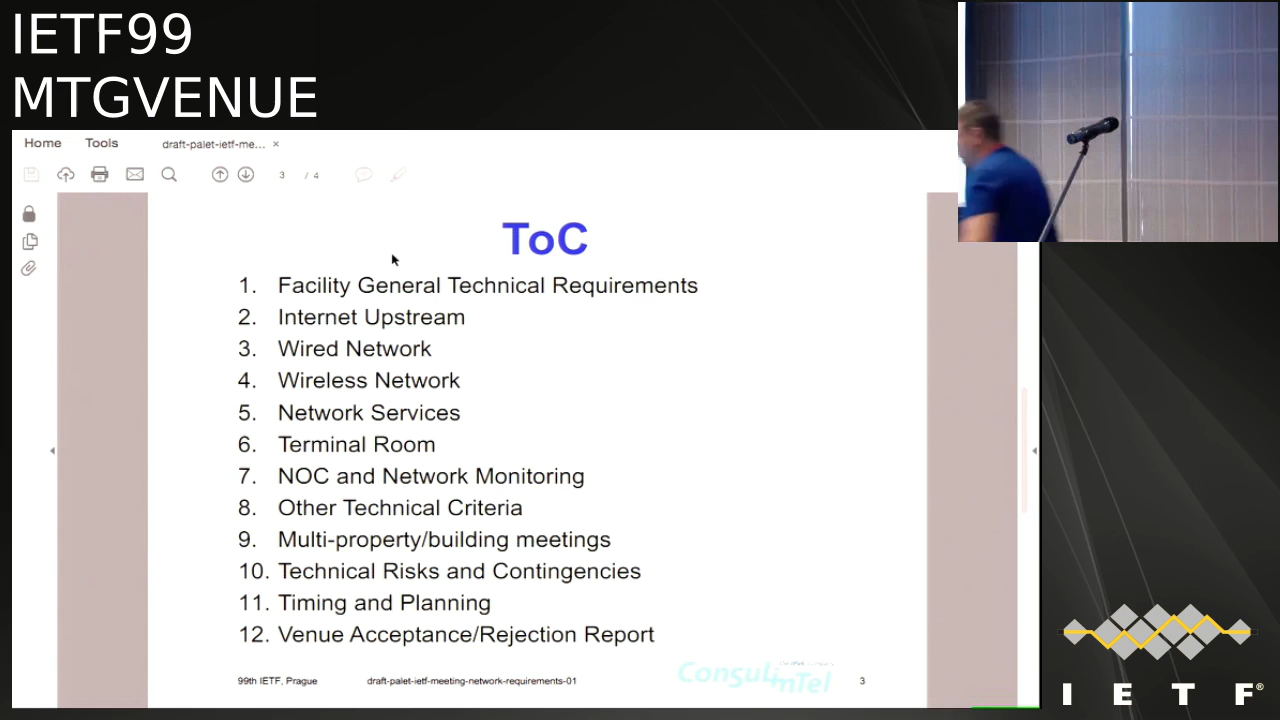 IETF99
MTGVENUE
Home Tools draft-palet-ietf-me... ×
3 / 4
ToC
1. Facility General Technical Requirements
2. Internet Upstream
3. Wired Network
4. Wireless Network
5. Network Services
6. Terminal Room
7. NOC and Network Monitoring
8. Other Technical Criteria
9. Multi-property/building meetings
10. Technical Risks and Contingencies
11. Timing and Planning
12. Venue Acceptance/Rejection Report
99th IETF, Prague draft-palet-ietf-meeting-network-requirements-01 3
I E T F®